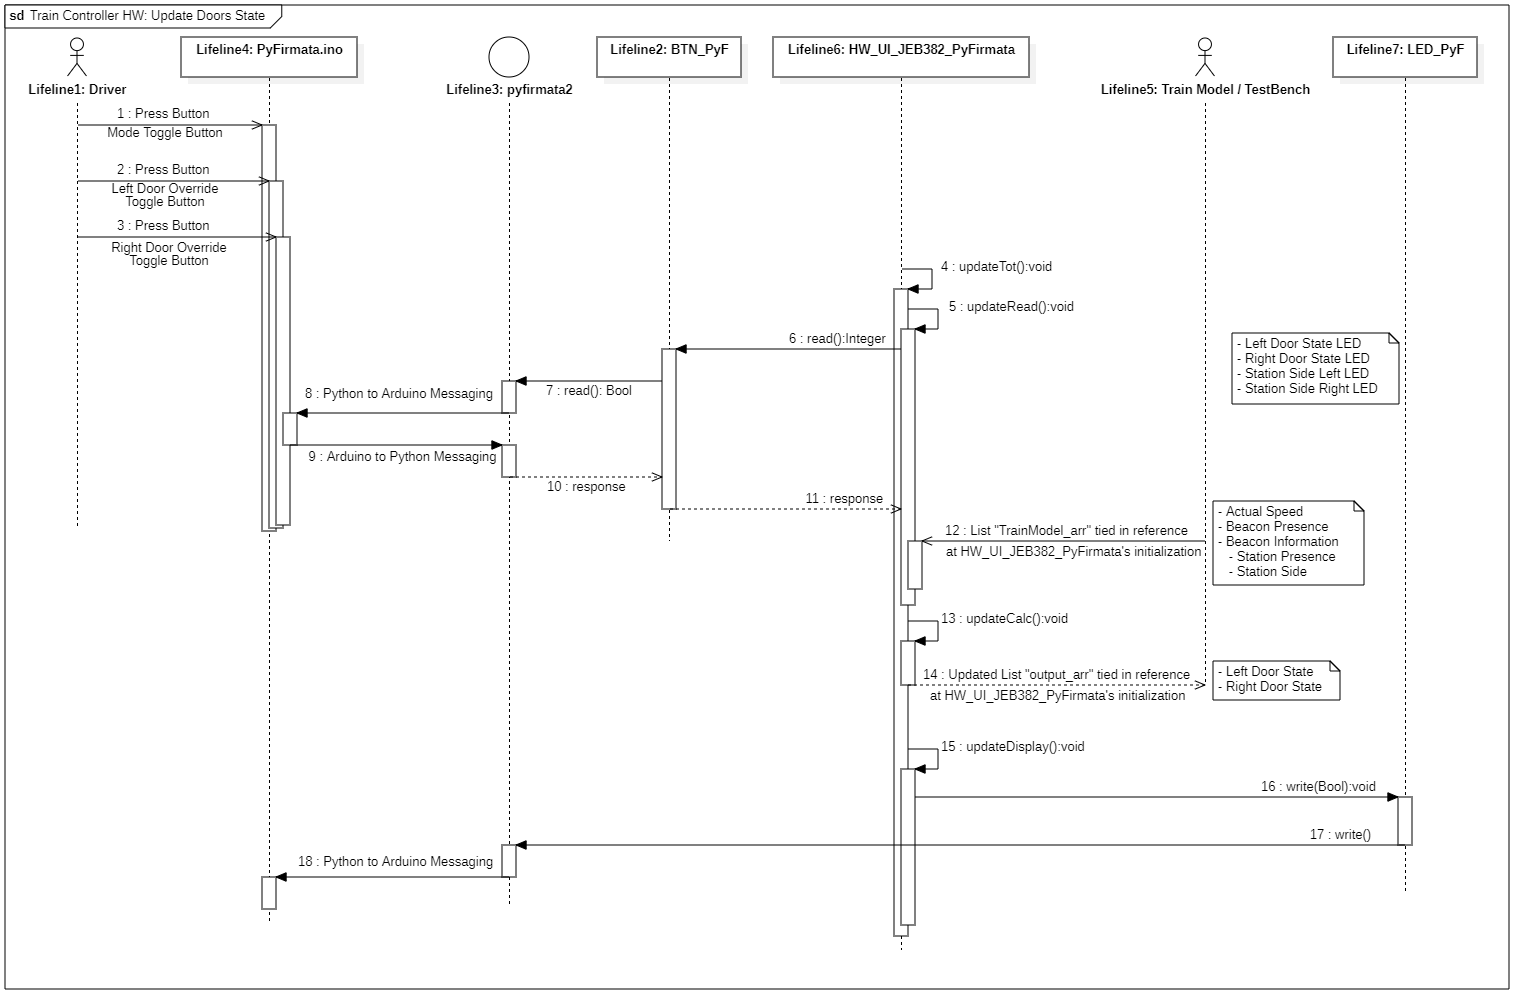 sd Train Controller HW: Update Doors State
Lifeline1: Driver
Lifeline4: PyFirmata.ino
Lifeline3: pyfirmata2
Lifeline2: BTN_PyF
Lifeline6: HW_UI_JEB382_PyFirmata
Lifeline5: Train Model / TestBench
Lifeline7: LED_PyF
1 : Press Button
Mode Toggle Button
2 : Press Button
Left Door Override
Toggle Button
3 : Press Button
Right Door Override
Toggle Button
4 : updateTot():void
5 : updateRead():void
6 : read():Integer
- Left Door State LED
- Right Door State LED
- Station Side Left LED
- Station Side Right LED
7 : read(): Bool
8 : Python to Arduino Messaging
9 : Arduino to Python Messaging
10 : response
11 : response
12 : List "TrainModel_arr" tied in reference
at HW_UI_JEB382_PyFirmata's initialization
- Actual Speed
- Beacon Presence
- Beacon Information
- Station Presence
- Station Side
13 : updateCalc():void
14 : Updated List "output_arr" tied in reference
at HW_UI_JEB382_PyFirmata's initialization
- Left Door State
- Right Door State
15 : updateDisplay():void
16 : write(Bool):void
17 : write()
18 : Python to Arduino Messaging